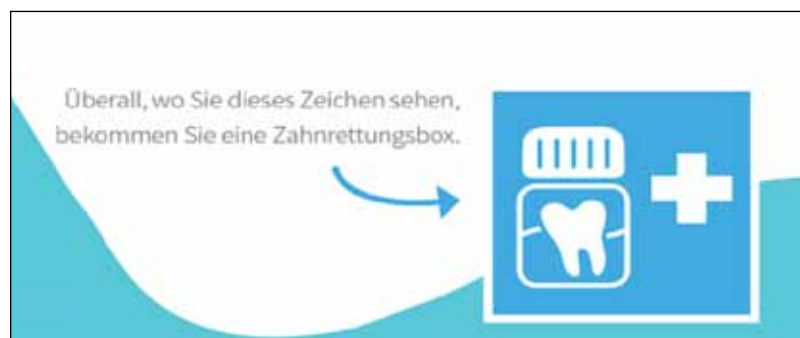 Überall, wo Sie dieses Zeichen sehen,
bekommen Sie eine Zahnrettungsbox.